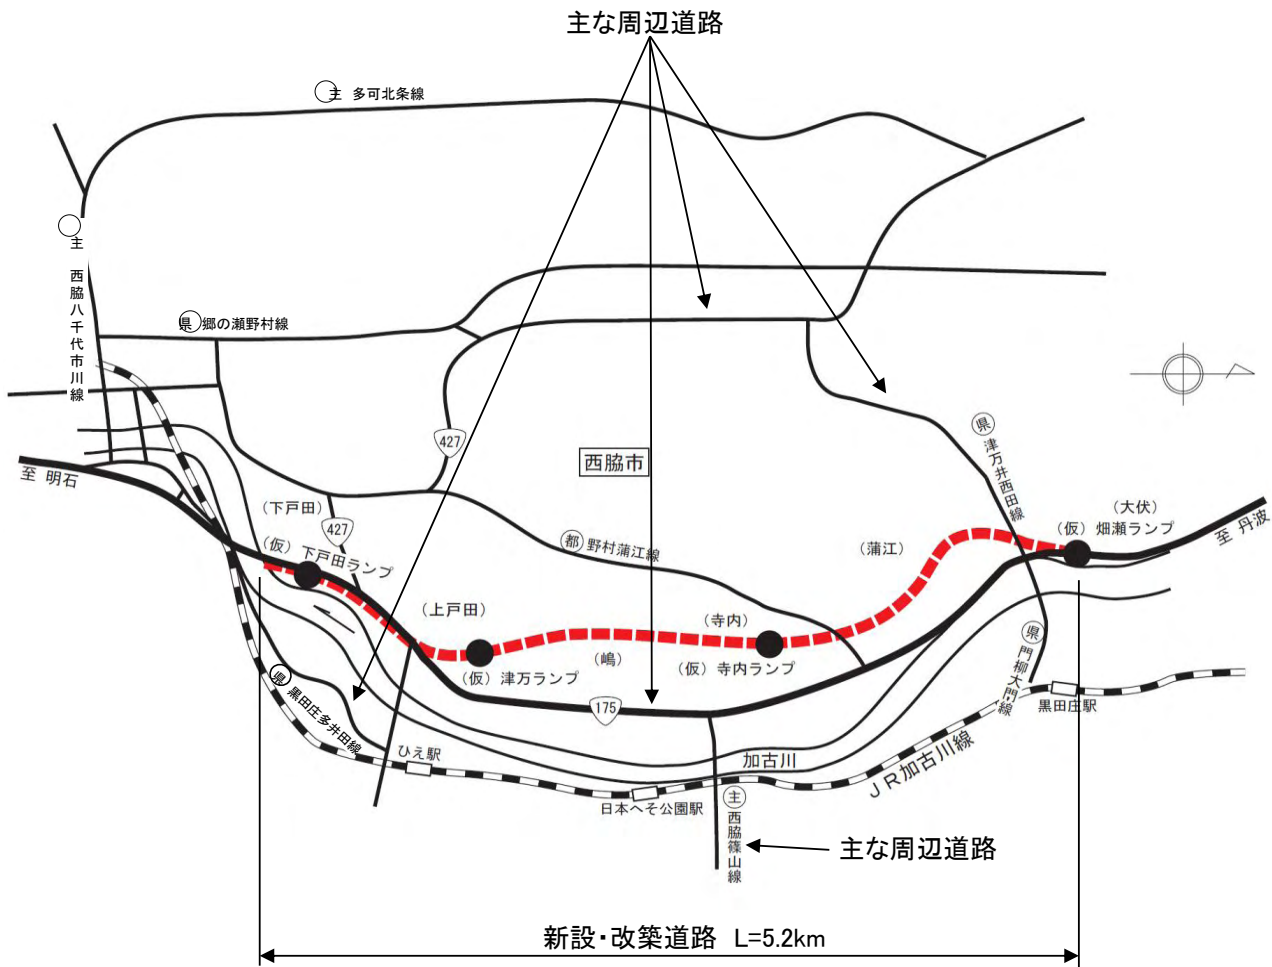 主な周辺道路
主 多可北条線
主 西脇八千代市川線
県 郷の瀬野村線
427
西脇市
県 津万井西田線
至 明石
(下戸田)
427
(仮) 下戸田ランプ
都 野村蒲江線
(蒲江)
(大伏)
(仮) 畑瀬ランプ
至 丹波
(上戸田)
(寺内)
(嶋)
(仮) 津万ランプ
(仮) 寺内ランプ
県 門柳大門線
県 黒田庄多井田線
175
黒田庄駅
ひえ駅
加古川
JR加古川線
日本へそ公園駅
主 西脇篠山線
主な周辺道路
新設・改築道路 L=5.2km